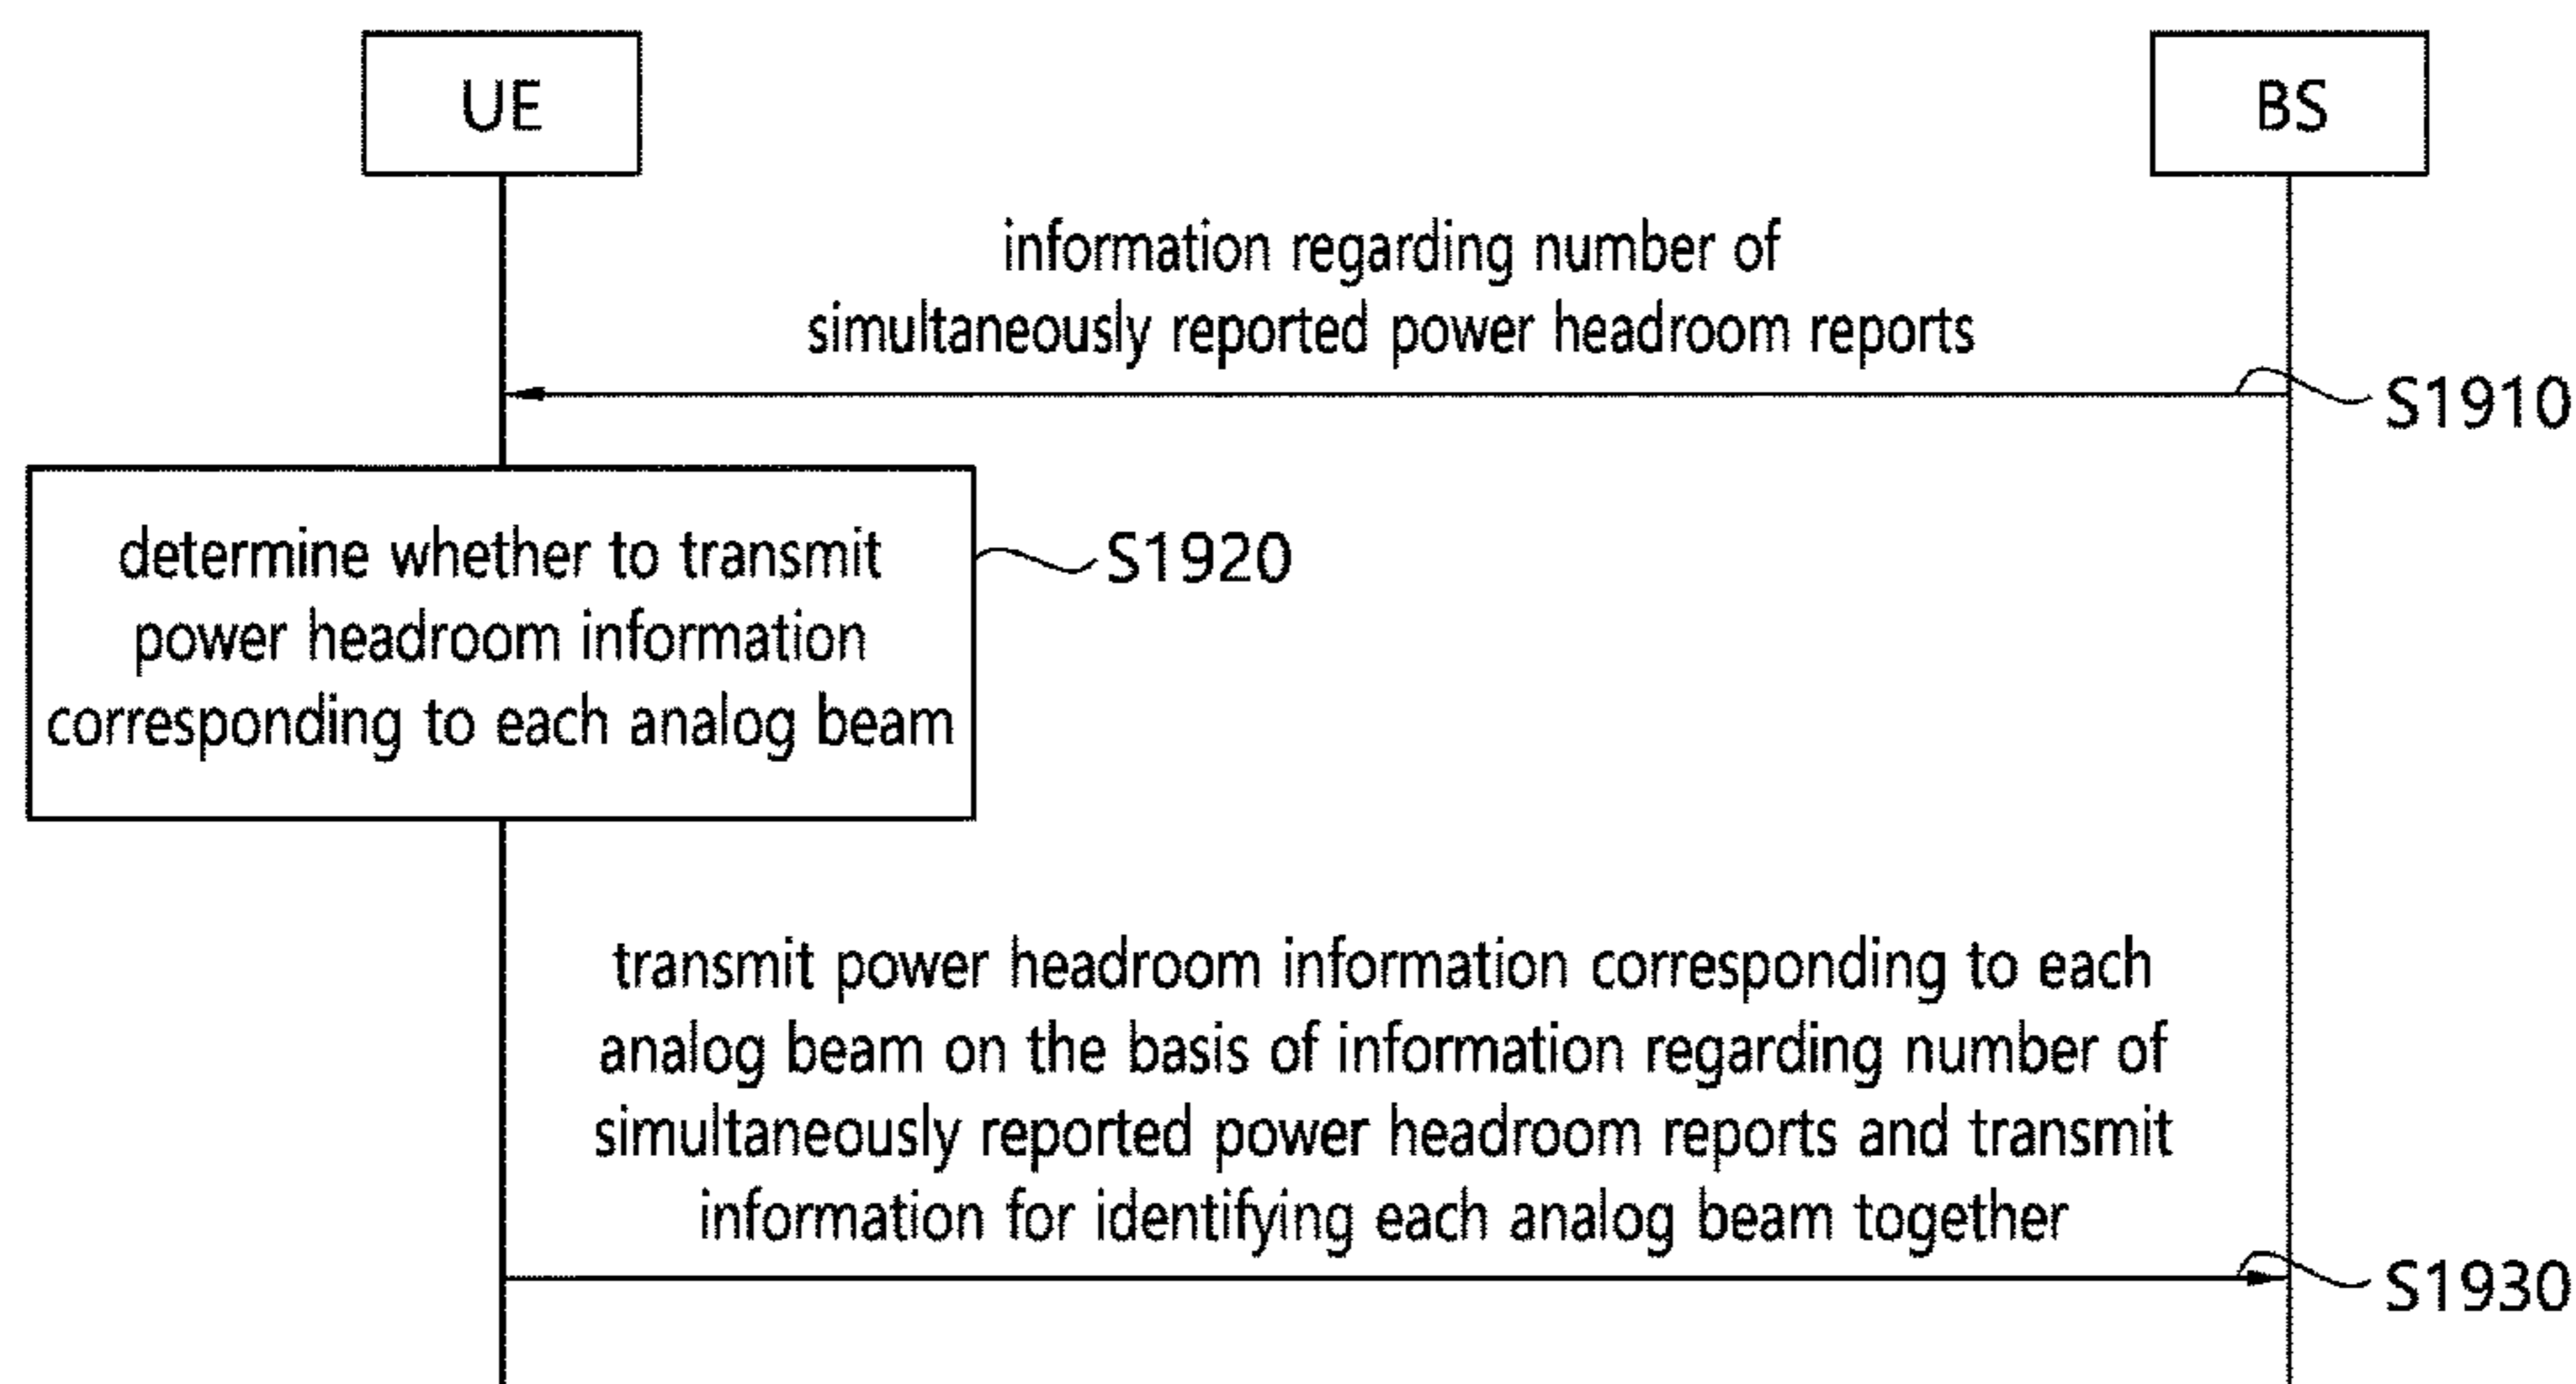 UE
BS
information regarding number of
simultaneously reported power headroom reports
S1910
determine whether to transmit
power headroom information
corresponding to each analog beam
S1920
transmit power headroom information corresponding to each
analog beam on the basis of information regarding number of
simultaneously reported power headroom reports and transmit
information for identifying each analog beam together
S1930